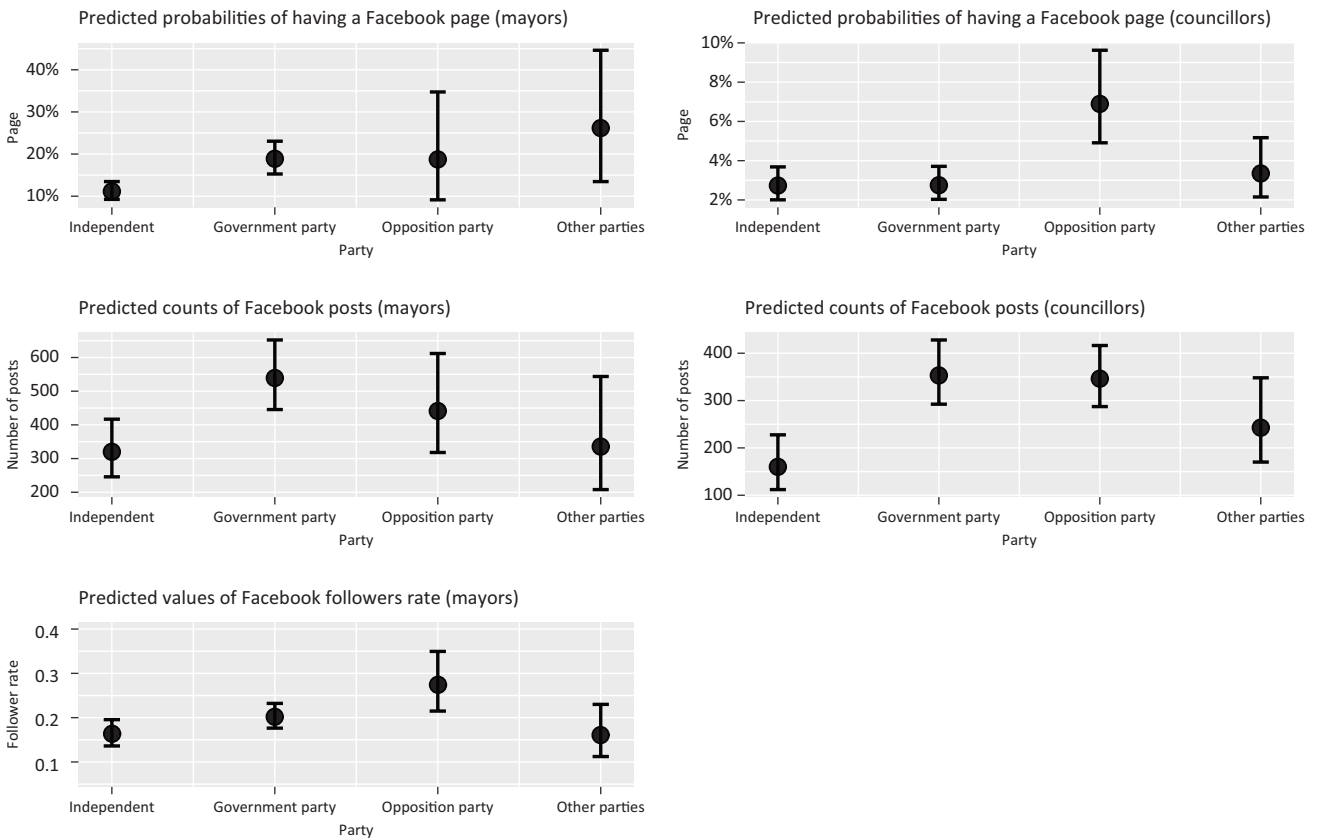 Predicted probabilities of having a Facebook page (mayors)
40%
30%
20%
10%
Page
Independent Government party Opposition party Other parties
Party
Predicted probabilities of having a Facebook page (councillors)
10%
8%
6%
4%
2%
Page
Independent Government party Opposition party Other parties
Party
Predicted counts of Facebook posts (mayors)
600
500
400
300
200
Number of posts
Independent Government party Opposition party Other parties
Party
Predicted counts of Facebook posts (councillors)
400
300
200
100
Number of posts
Independent Government party Opposition party Other parties
Party
Predicted values of Facebook followers rate (mayors)
0.4
0.3
0.2
0.1
Follower rate
Independent Government party Opposition party Other parties
Party